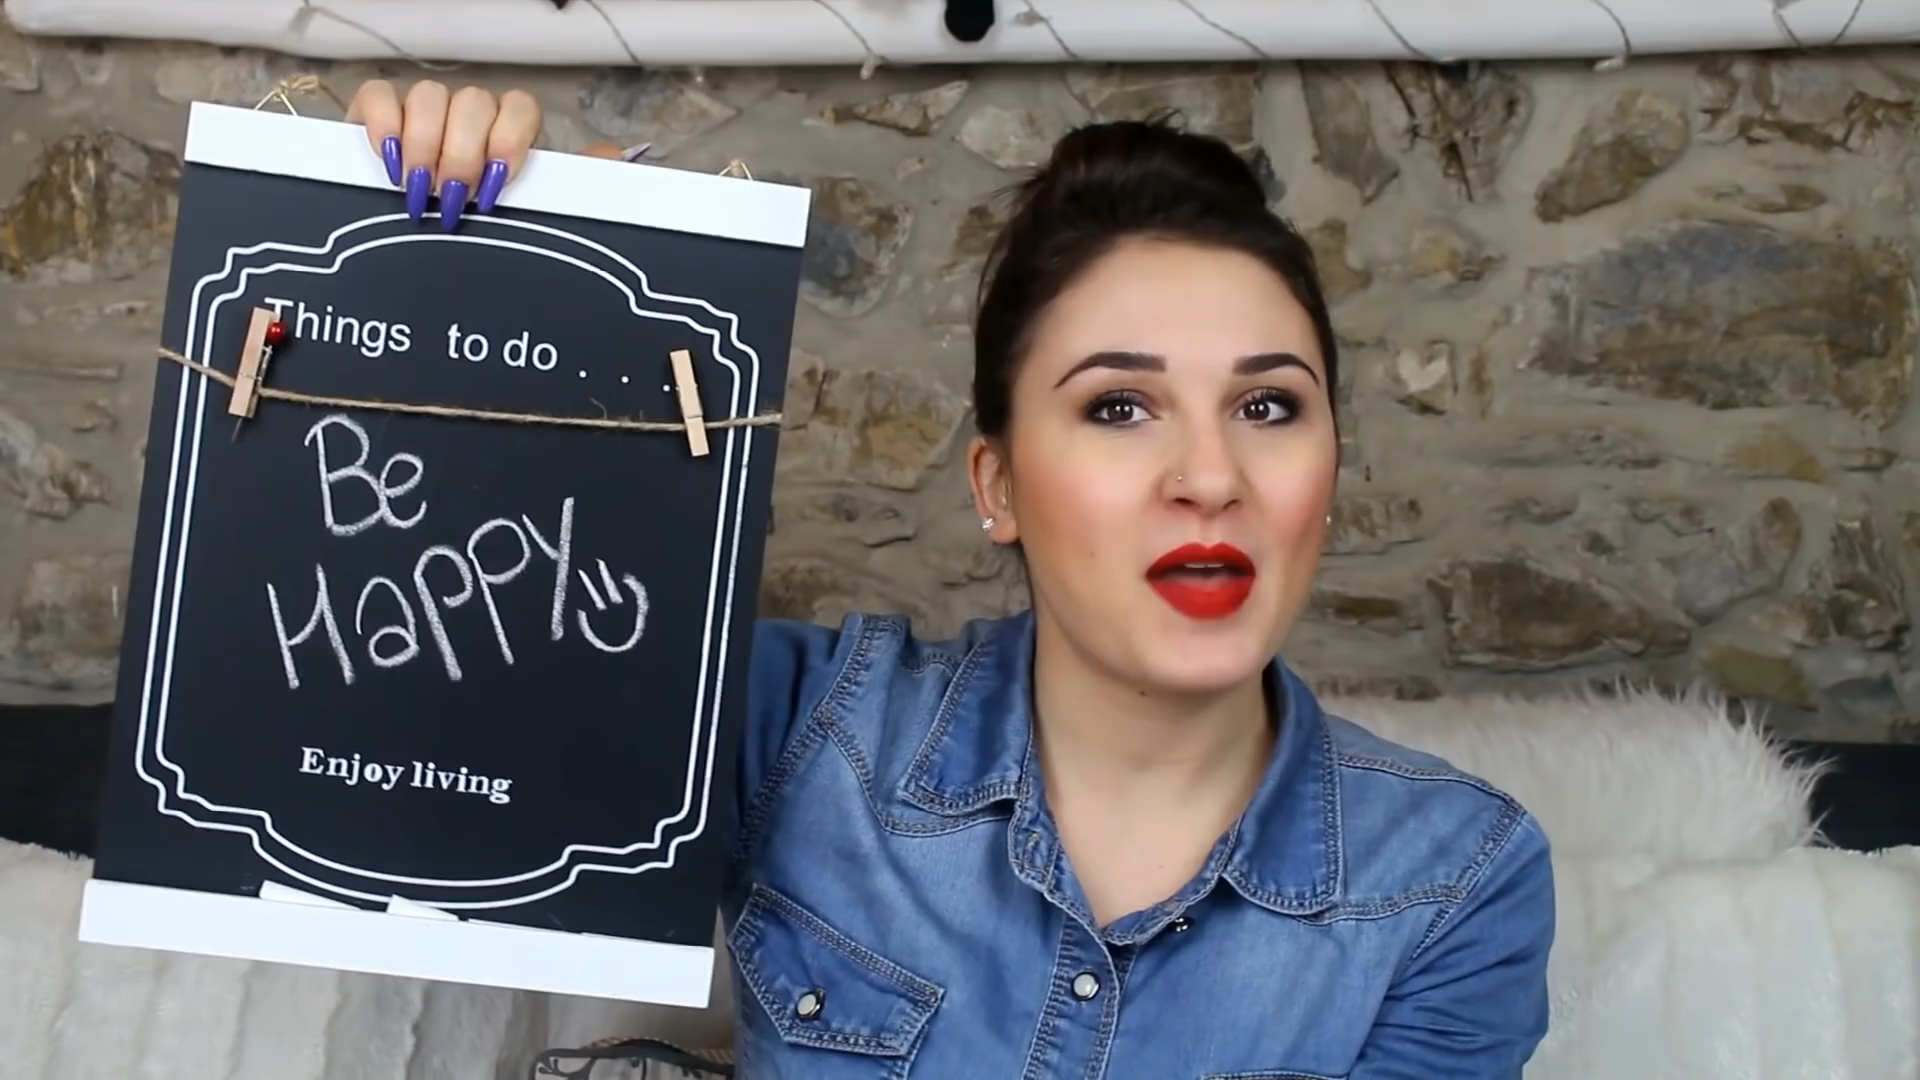 Things to do . . . .
Be
Happy
Enjoy living